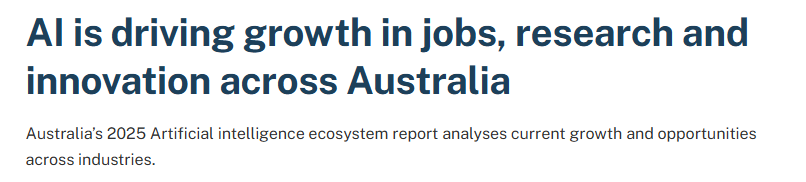 AI is driving growth in jobs, research and
innovation across Australia
Australia’s 2025 Artificial intelligence ecosystem report analyses current growth and opportunities
across industries.